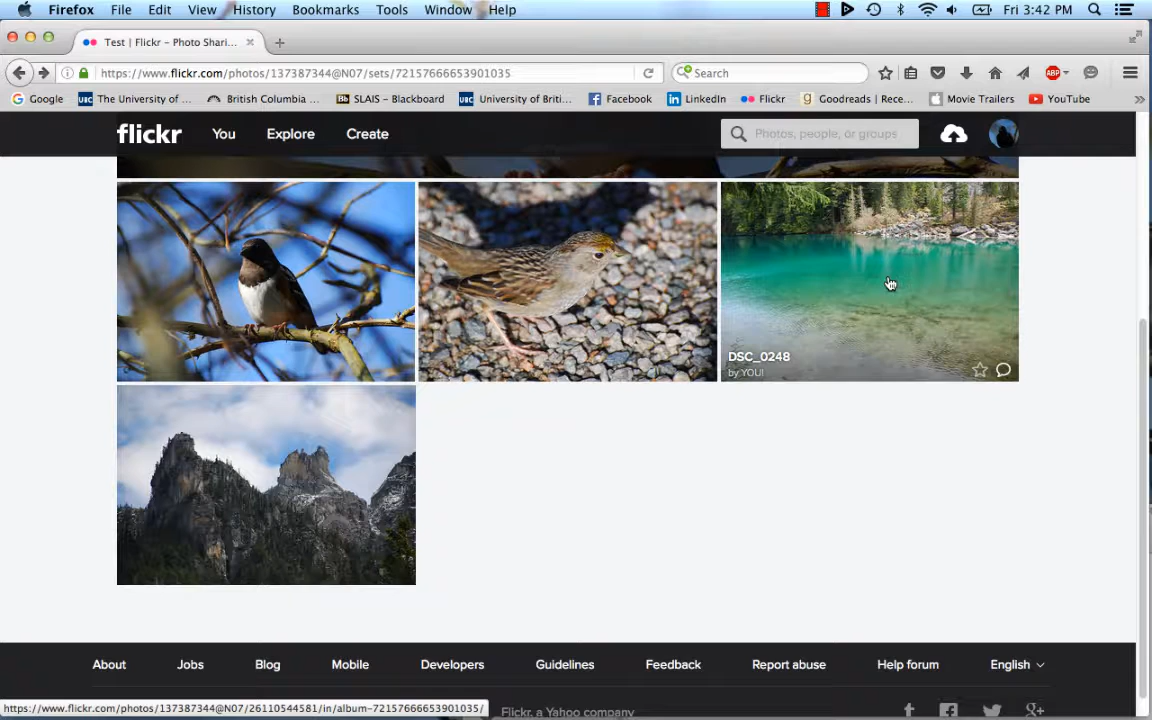 Firefox File Edit View History Bookmarks Tools Window Help Fri 3:42 PM
Test | Flickr - Photo Shari...
https://www.flickr.com/photos/137387344@N07/sets/72157666653901035 Search
Google The University of ... British Columbia ... SLAIS – Blackboard University of Briti... Facebook LinkedIn Flickr Goodreads | Rece... Movie Trailers YouTube
flickr You Explore Create Photos, people, or groups
DSC_0248
by YOU!
About Jobs Blog Mobile Developers Guidelines Feedback Report abuse Help forum English
https://www.flickr.com/photos/137387344@N07/26110544581/in/album-72157666653901035/ Flickr, a Yahoo company